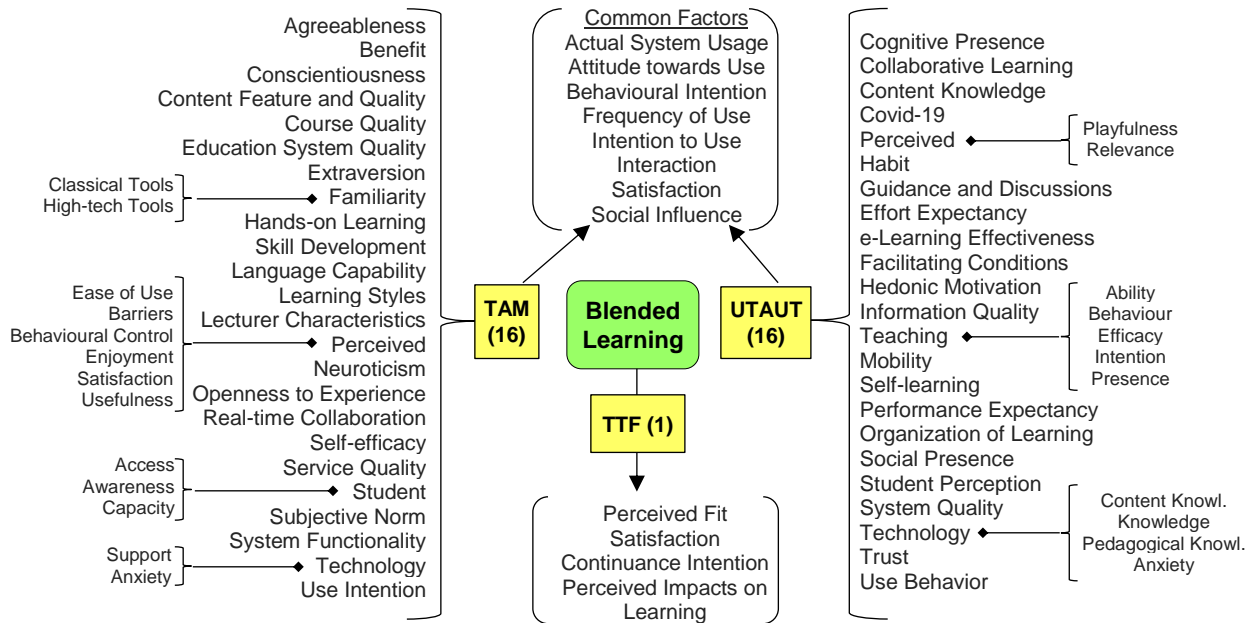 Agreeableness
Benefit
Conscientiousness
Content Feature and Quality
Course Quality
Education System Quality
Extraversion
Familiarity
Hands-on Learning
Skill Development
Language Capability
Learning Styles
Lecturer Characteristics
Perceived
Neuroticism
Openness to Experience
Real-time Collaboration
Self-efficacy
Service Quality
Student
Subjective Norm
System Functionality
Technology
Use Intention
Classical Tools
High-tech Tools
Ease of Use
Barriers
Behavioural Control
Enjoyment
Satisfaction
Usefulness
Access
Awareness
Capacity
Support
Anxiety
TAM
(16)
Common Factors
Actual System Usage
Attitude towards Use
Behavioural Intention
Frequency of Use
Intention to Use
Interaction
Satisfaction
Social Influence
Blended
Learning
TTF (1)
Perceived Fit
Satisfaction
Continuance Intention
Perceived Impacts on
Learning
UTAUT
(16)
Cognitive Presence
Collaborative Learning
Content Knowledge
Covid-19
Perceived
Habit
Guidance and Discussions
Effort Expectancy
e-Learning Effectiveness
Facilitating Conditions
Hedonic Motivation
Information Quality
Teaching
Mobility
Self-learning
Performance Expectancy
Organization of Learning
Social Presence
Student Perception
System Quality
Technology
Trust
Use Behavior
Playfulness
Relevance
Ability
Behaviour
Efficacy
Intention
Presence
Content Knowl.
Knowledge
Pedagogical Knowl.
Anxiety